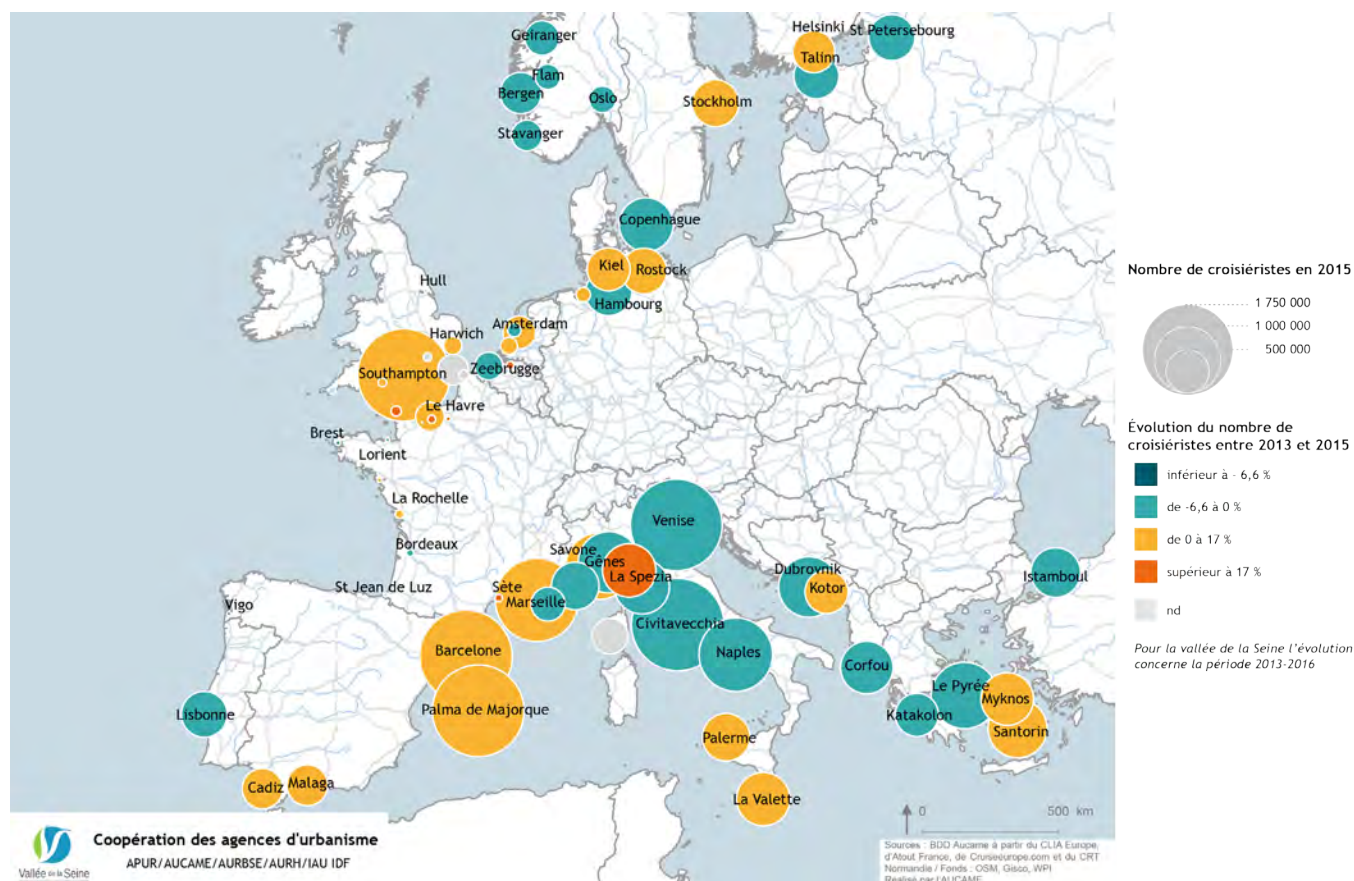 Geiranger
Helsinki
St Petersebourg
Talinn
Flam
Bergen
Oslo
Stockholm
Stavanger
Copenhague
Kiel
Rostock
Hull
Hambourg
Harwich
Amsterdam
Southampton
Zeebrugge
Le Havre
Brest
Lorient
La Rochelle
Bordeaux
Venise
Savone
Gênes
La Spezia
Dubrovnik
Kotor
Istamboul
St Jean de Luz
Sète
Marseille
Vigo
Civitavecchia
Barcelone
Naples
Corfou
Le Pyrée
Myknos
Palma de Majorque
Lisbonne
Katakolon
Santorin
Palerme
Cadiz
Malaga
La Valette
Nombre de croisiéristes en 2015
1 750 000
1 000 000
500 000
Évolution du nombre de
croisiéristes entre 2013 et 2015
inférieur à - 6,6 %
de -6,6 à 0 %
de 0 à 17 %
supérieur à 17 %
nd
Pour la vallée de la Seine l'évolution
concerne la période 2013-2016
0
500 km
Vallée de la Seine
Coopération des agences d'urbanisme
APUR/AUCAME/AURBSE/AURH/IAU IDF
Sources : BDD Aucame à partir du CLIA Europe,
d'Atout France, de Cruiseeurope.com et du CRT
Normandie / Fonds : OSM, Gisco, WPI
Réalisé par l'AUCAME